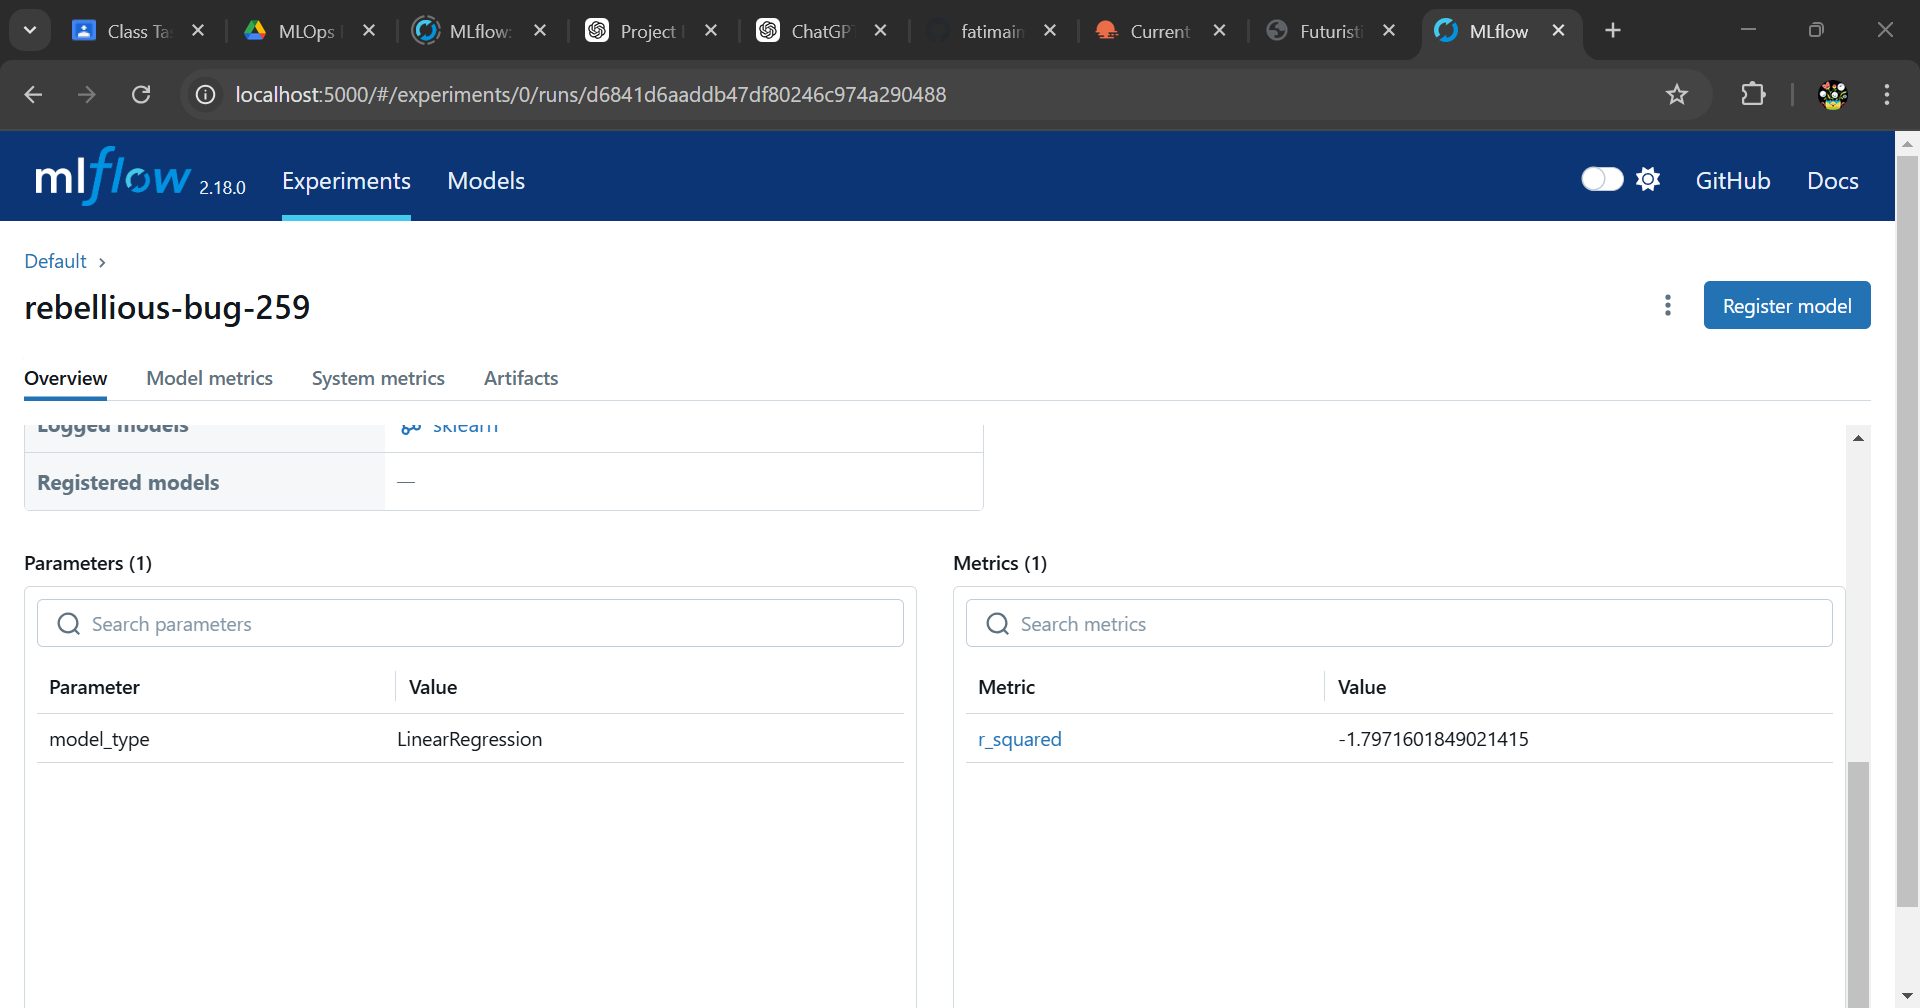 Class Ta
MLOps
MLflow:
Project
ChatGP
fatimain
Current
Futuristi
MLflow
localhost:5000/#/experiments/0/runs/d6841d6aaddb47df80246c974a290488
mlflow 2.18.0 Experiments Models GitHub Docs
Default
rebellious-bug-259
Register model
Overview Model metrics System metrics Artifacts
Logged models sklearn
Registered models —
Parameters (1)
Search parameters
Parameter Value
model_type LinearRegression
Metrics (1)
Search metrics
Metric Value
r_squared -1.7971601849021415